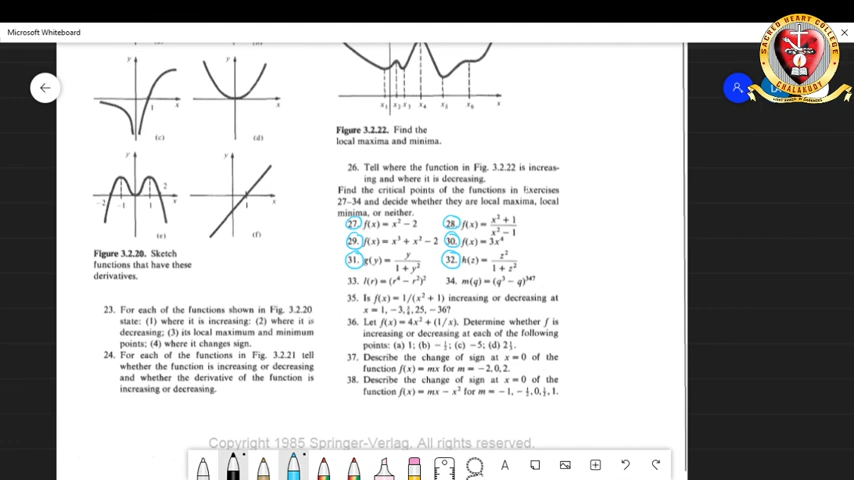 Microsoft Whiteboard
SACRED HEART COLLEGE
CHALAKUDY
(c)
(d)
(e)
(f)
Figure 3.2.20. Sketch
functions that have these
derivatives.
23. For each of the functions shown in Fig. 3.2.20
state: (1) where it is increasing; (2) where it is
decreasing; (3) its local maximum and minimum
points; (4) where it changes sign.
24. For each of the functions in Fig. 3.2.21 tell
whether the function is increasing or decreasing
and whether the derivative of the function is
increasing or decreasing.
Figure 3.2.22. Find the
local maxima and minima.
26. Tell where the function in Fig. 3.2.22 is increas-
ing and where it is decreasing.
Find the critical points of the functions in Exercises
27–34 and decide whether they are local maxima, local
minima, or neither.
27. f(x) = x² − 2 28. f(x) = (x² + 1)/(x² − 1)
29. f(x) = x³ + x² − 2 30. f(x) = 3x⁴
31. g(y) = y/(1 + y²) 32. h(z) = z²/(1 + z²)
33. l(r) = (r⁴ − r²)² 34. m(q) = (q³ − q)³⁴⁷
35. Is f(x) = 1/(x² + 1) increasing or decreasing at
x = 1, −3, ¾, 25, −36?
36. Let f(x) = 4x² + (1/x). Determine whether f is
increasing or decreasing at each of the following
points: (a) 1; (b) −½; (c) −5; (d) 2½.
37. Describe the change of sign at x = 0 of the
function f(x) = mx for m = −2, 0, 2.
38. Describe the change of sign at x = 0 of the
function f(x) = mx − x² for m = −1, −½, 0, ½, 1.
Copyright 1985 Springer-Verlag. All rights reserved.